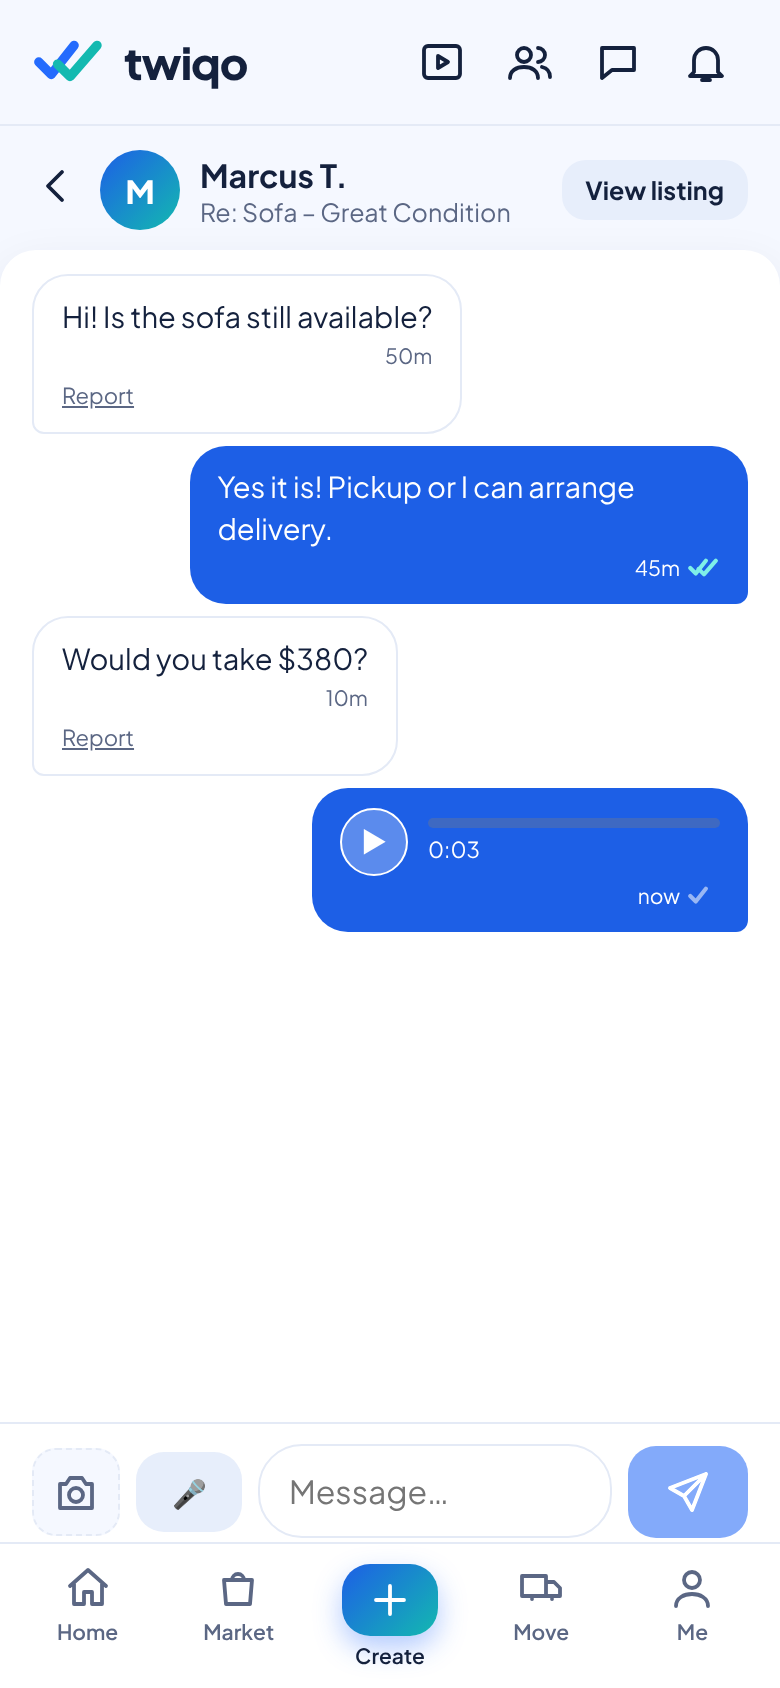 twiqo
M
Marcus T.
Re: Sofa – Great Condition
View listing
Hi! Is the sofa still available?
50m
Report
Yes it is! Pickup or I can arrange
delivery.
45m
Would you take $380?
10m
Report
0:03
now
Message...
Home
Market
Create
Move
Me